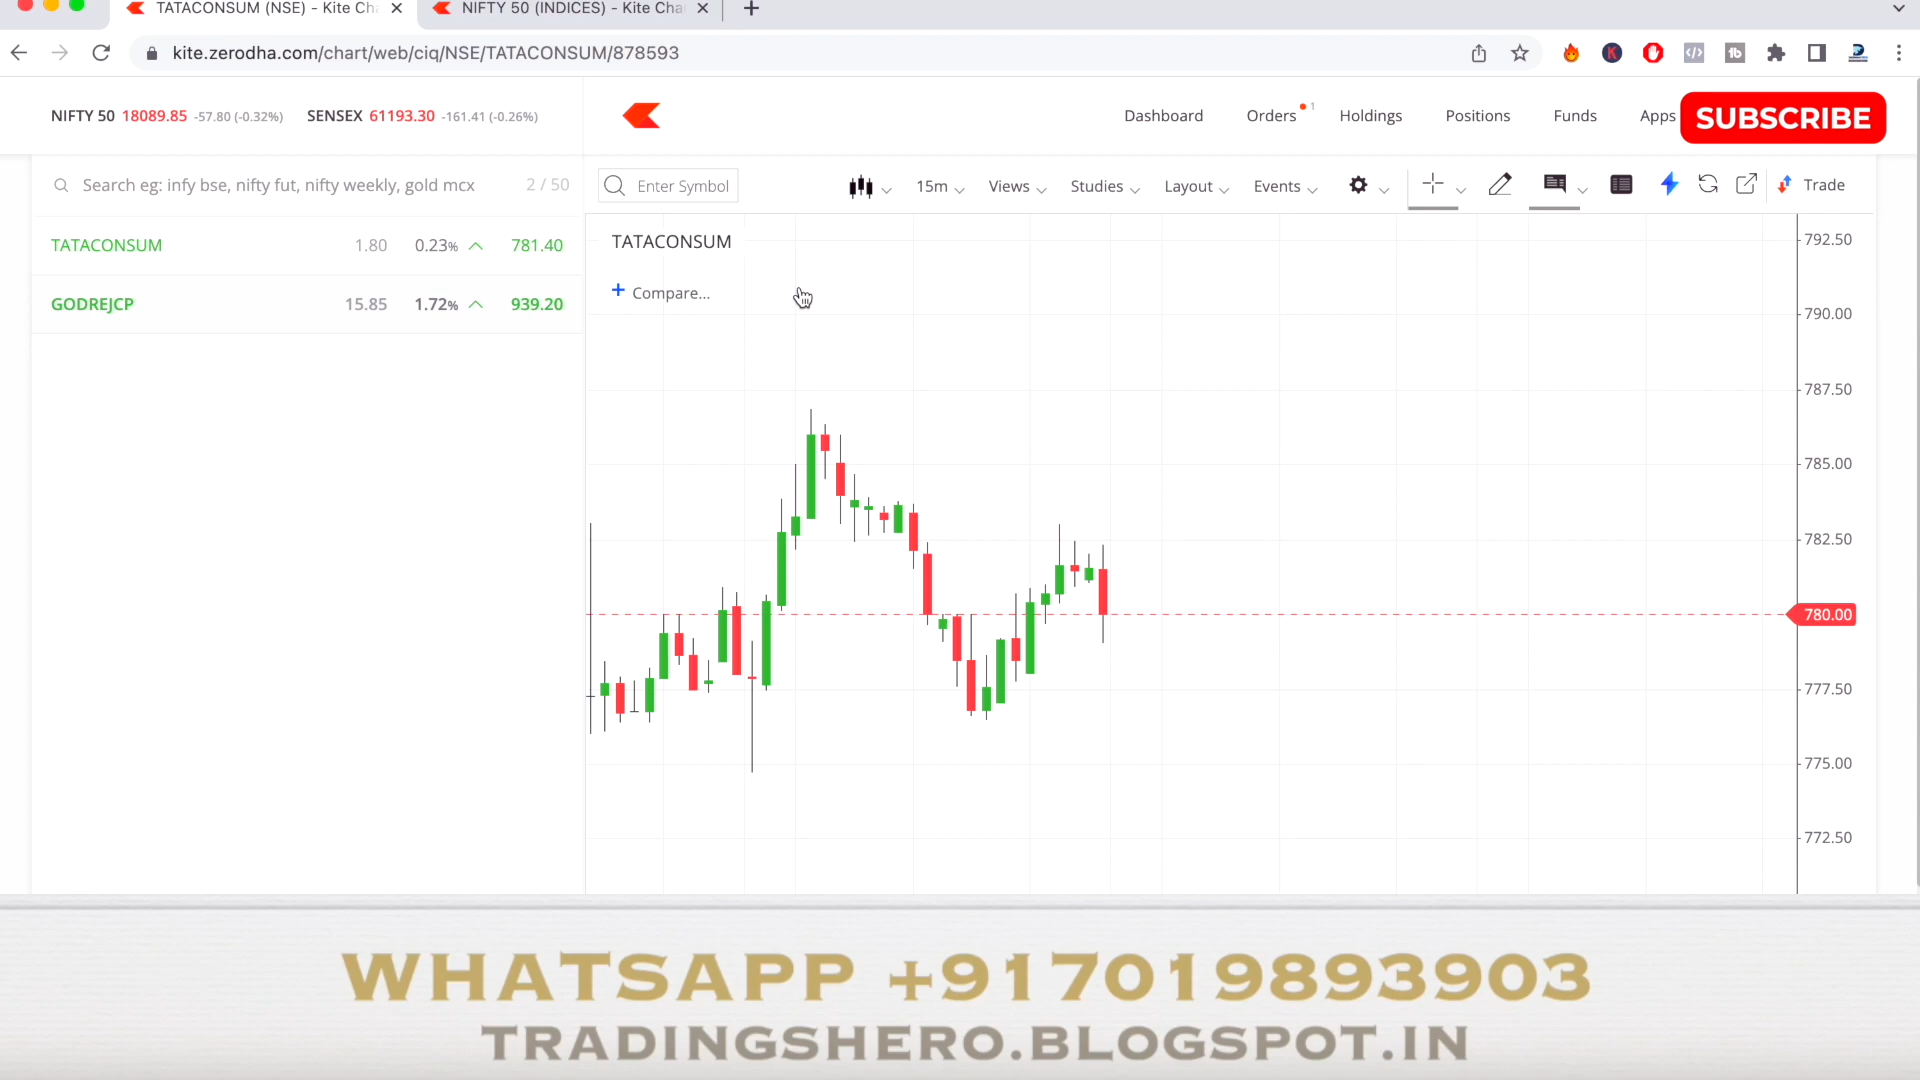 TATACONSUM (NSE) - Kite Cha
NIFTY 50 (INDICES) - Kite Cha
kite.zerodha.com/chart/web/ciq/NSE/TATACONSUM/878593
NIFTY 50 18089.85 -57.80 (-0.32%) SENSEX 61193.30 -161.41 (-0.26%)
Dashboard Orders 1 Holdings Positions Funds Apps SUBSCRIBE
Search eg: infy bse, nifty fut, nifty weekly, gold mcx 2 / 50
Enter Symbol 15m Views Studies Layout Events Trade
TATACONSUM 1.80 0.23% 781.40
GODREJCP 15.85 1.72% 939.20
TATACONSUM
+ Compare...
792.50
790.00
787.50
785.00
782.50
780.00
777.50
775.00
772.50
WHATSAPP +917019893903
TRADINGSHERO.BLOGSPOT.IN